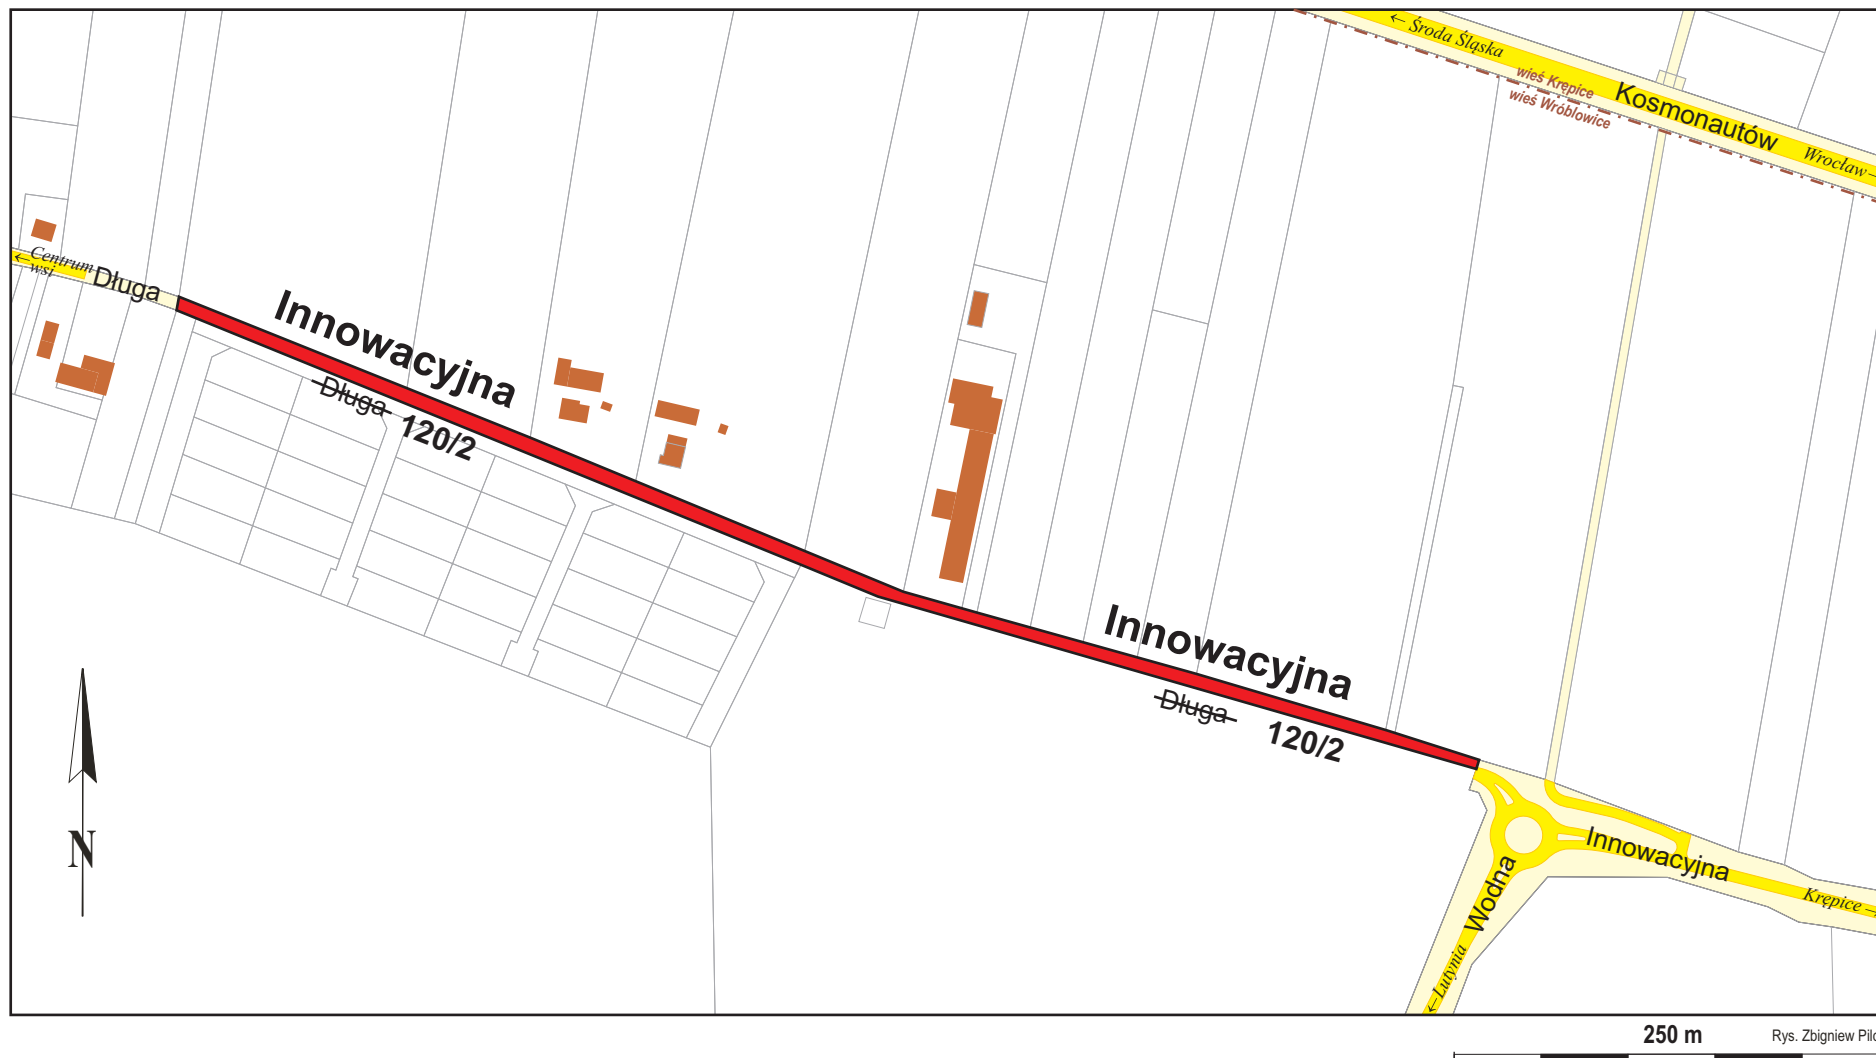 ← Środa Śląska
wieś Krępice
wieś Wróblowice
Kosmonautów
Wrocław→
←Centrum
wsi
Długa
Innowacyjna
Długa
120/2
Innowacyjna
Długa
120/2
N
Innowacyjna
Krępice→
Wodna
←Lutynia
250 m
Rys. Zbigniew